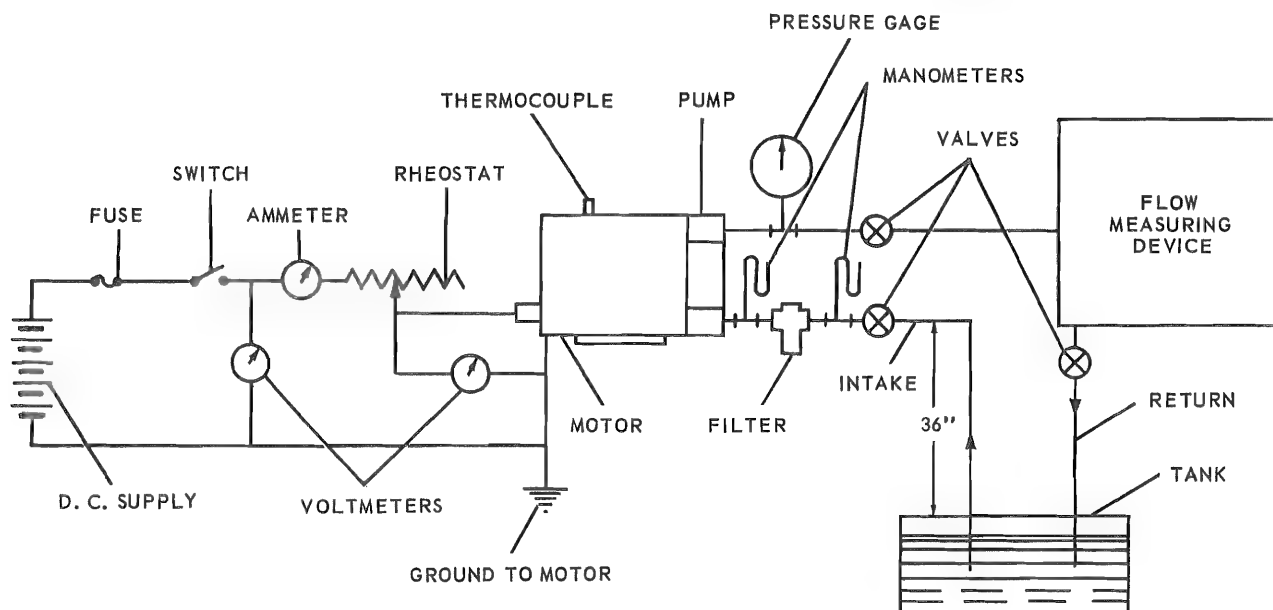 PRESSURE GAGE
MANOMETERS
THERMOCOUPLE
PUMP
VALVES
SWITCH
RHEOSTAT
FUSE
AMMETER
FLOW
MEASURING
DEVICE
INTAKE
MOTOR
FILTER
36"
RETURN
TANK
D. C. SUPPLY
VOLTMETERS
GROUND TO MOTOR